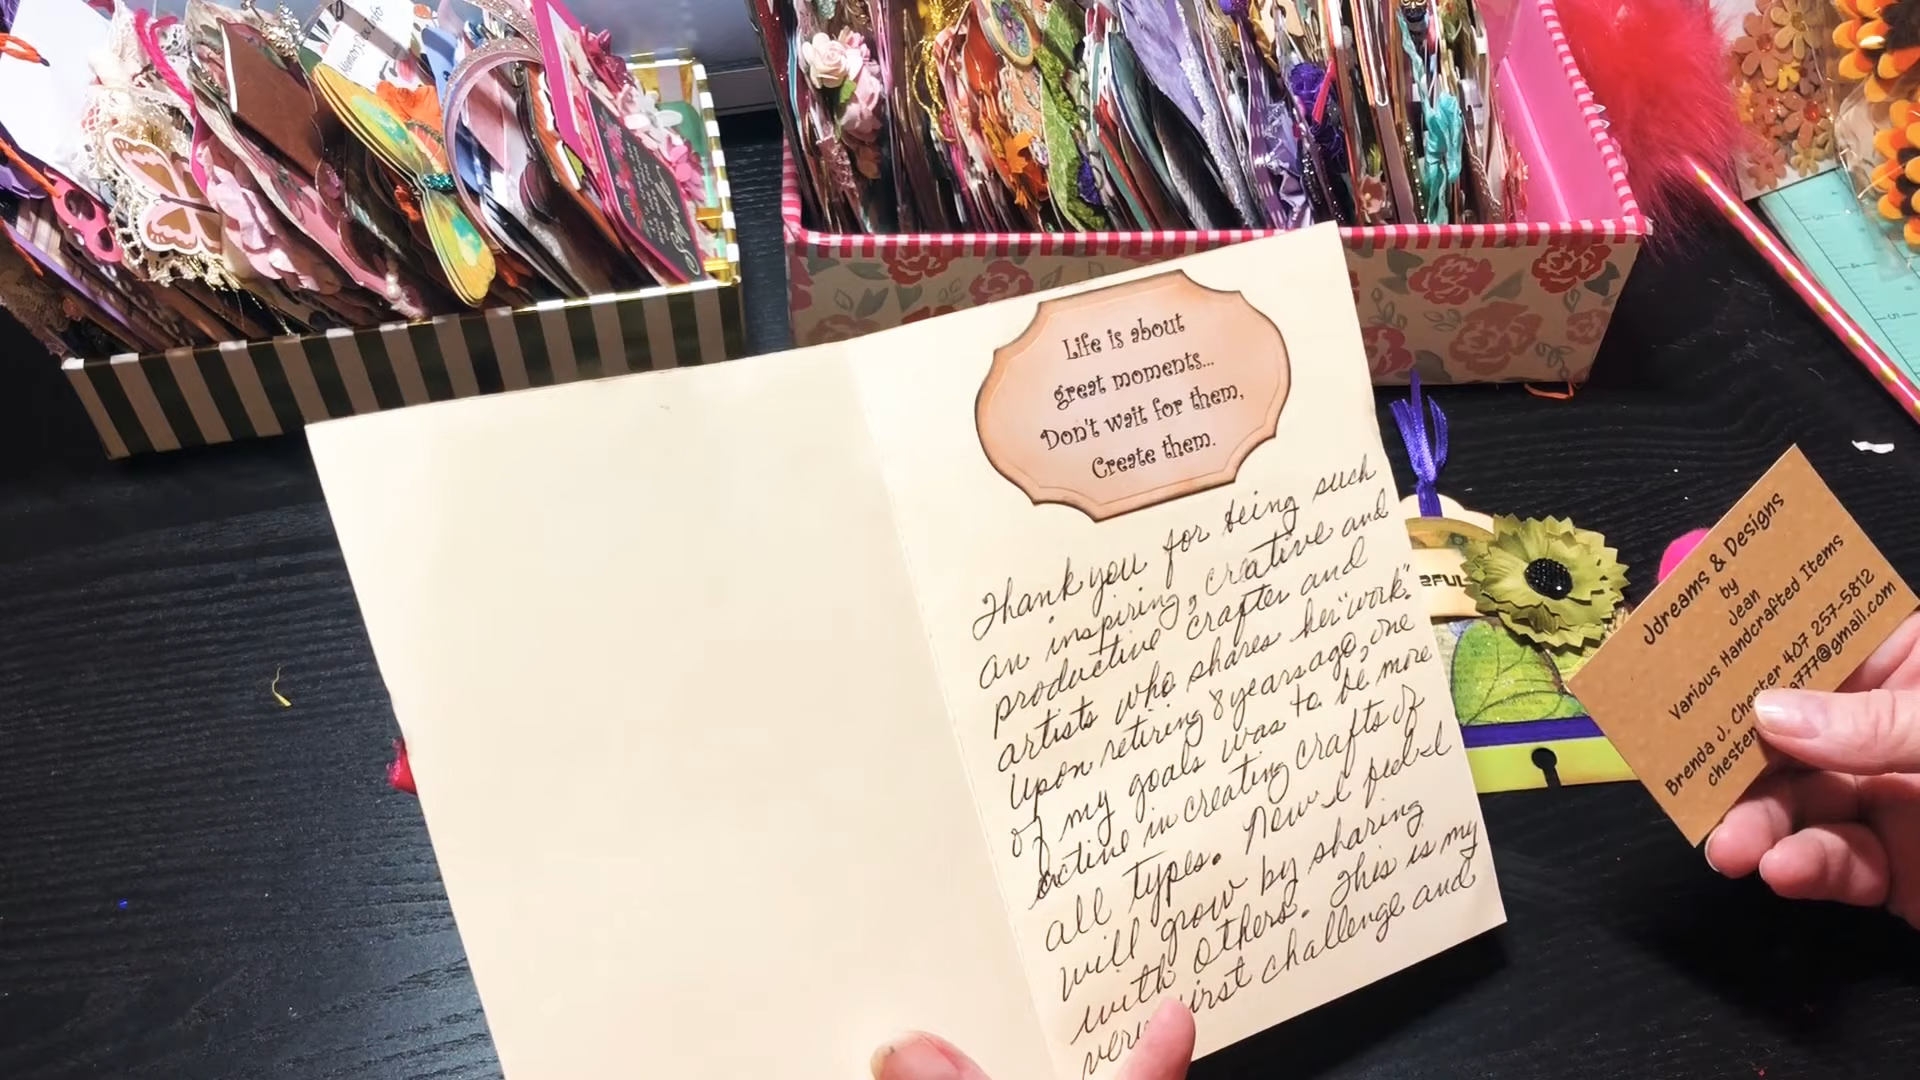 Life is about
great moments...
Don't wait for them,
Create them.
Thank you for being such
an inspiring, creative and
productive crafter and
artists who shares her "work."
Upon retiring 8 years ago, one
of my goals was to be more
active in creating crafts of
all types. Now I feel I
will grow by sharing
with others. This is my
first challenge and
Jdreams & Designs
by
Jean
Various Handcrafted Items
Brenda J. Chester 407 257-5812